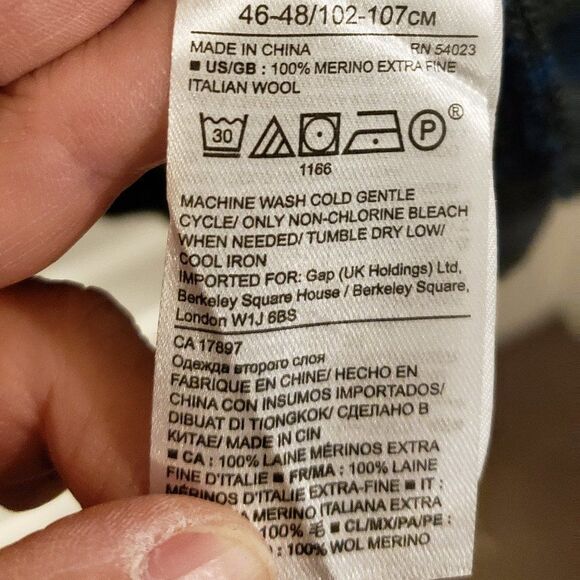 46-48/102-107CM
MADE IN CHINA RN 54023
■ US/GB : 100% MERINO EXTRA FINE
ITALIAN WOOL
30 P ®
1166
MACHINE WASH COLD GENTLE
CYCLE/ ONLY NON-CHLORINE BLEACH
WHEN NEEDED/ TUMBLE DRY LOW/
COOL IRON
IMPORTED FOR: Gap (UK Holdings) Ltd,
Berkeley Square House / Berkeley Square,
London W1J 6BS
CA 17897
Одежда второго слоя
FABRIQUE EN CHINE/ HECHO EN
CHINA CON INSUMOS IMPORTADOS/
DIBUAT DI TIONGKOK/ СДЕЛАНО В
КИТАЕ/ MADE IN CIN
■ CA : 100% LAINE MÉRINOS EXTRA
FINE D'ITALIE ■ FR/MA : 100% LAINE
MÉRINOS D'ITALIE EXTRA-FINE ■ IT :
MERINO ITALIANA EXTRA
100% 毛 ■ CL/MX/PA/PE :
100% WOL MERINO